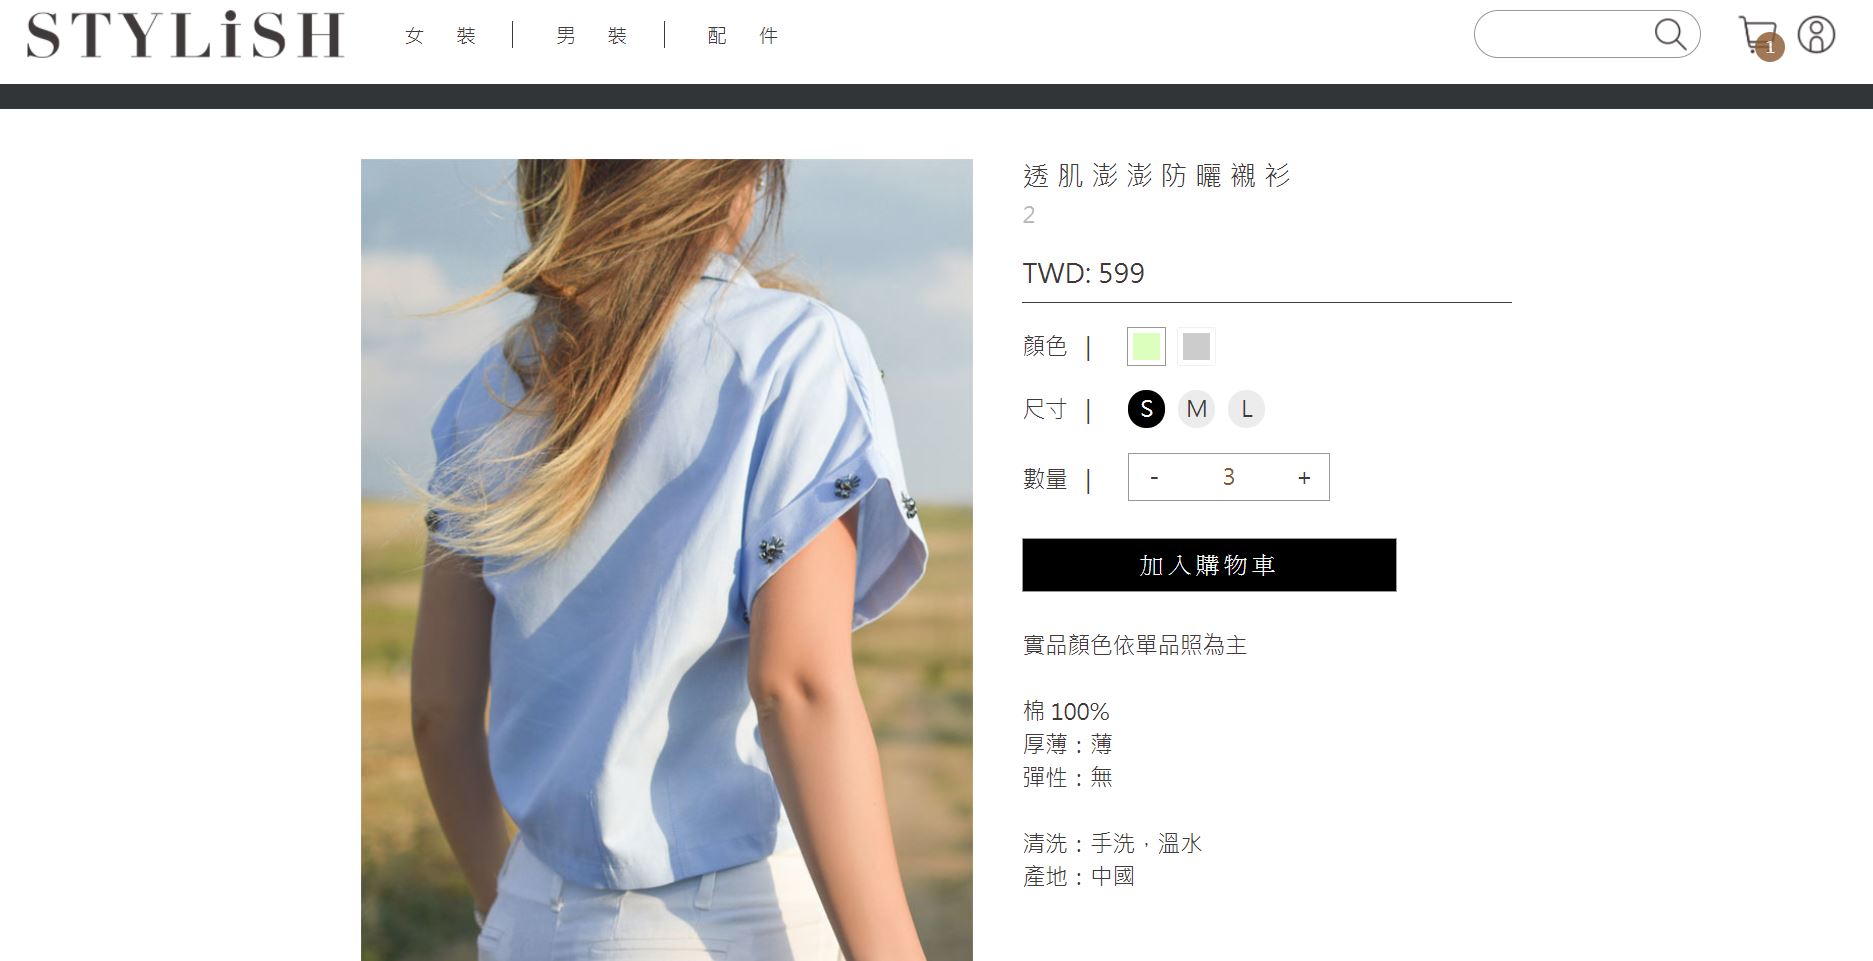 STYLiSH
女裝 | 男裝 | 配件
1
透肌澎澎防曬襯衫
2
TWD: 599
顏色 |
尺寸 | S M L
數量 | - 3 +
加入購物車
實品顏色依單品照為主
棉 100%
厚薄：薄
彈性：無
清洗：手洗，溫水
產地：中國